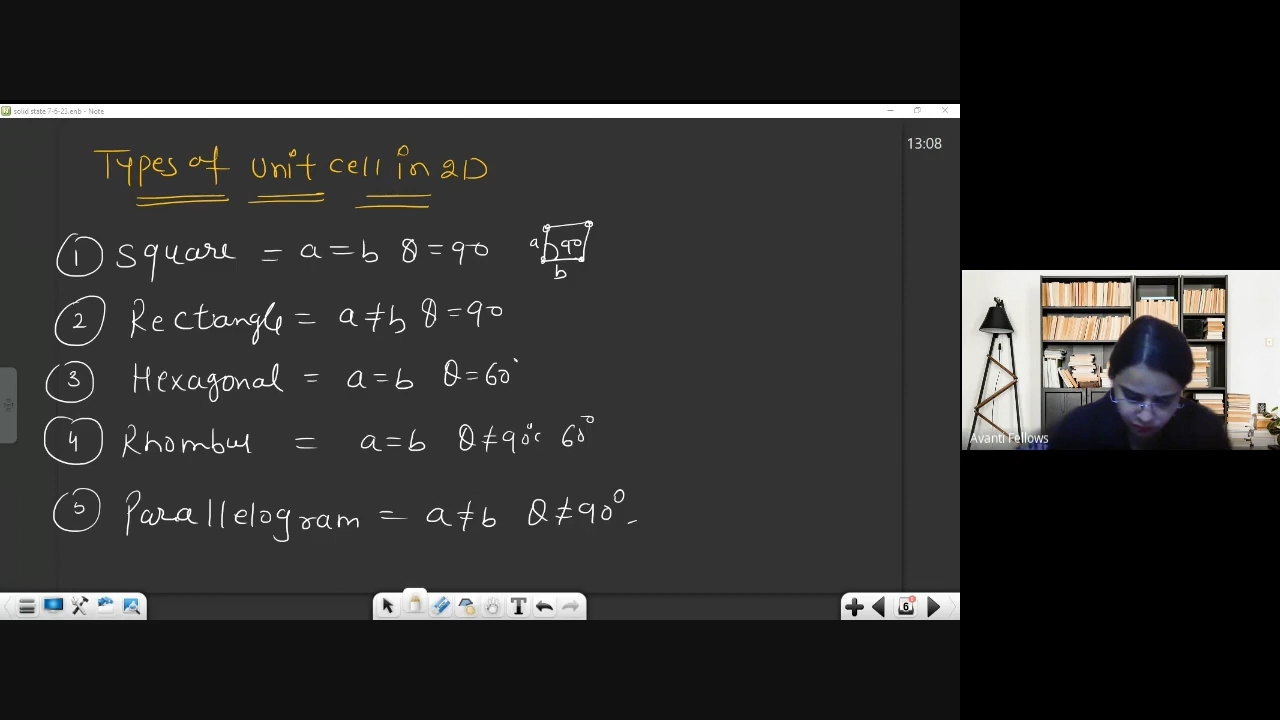 solid state 7-6-21.enb - Note
13:08
Types of unit cell in 2D
1 Square = a = b θ = 90 a 90 b
2 Rectangle = a ≠ b θ = 90
3 Hexagonal = a = b θ = 60°
4 Rhombus = a = b θ ≠ 90°c 60°
5 Parallelogram = a ≠ b θ ≠ 90°
Avanti Fellows
T 6